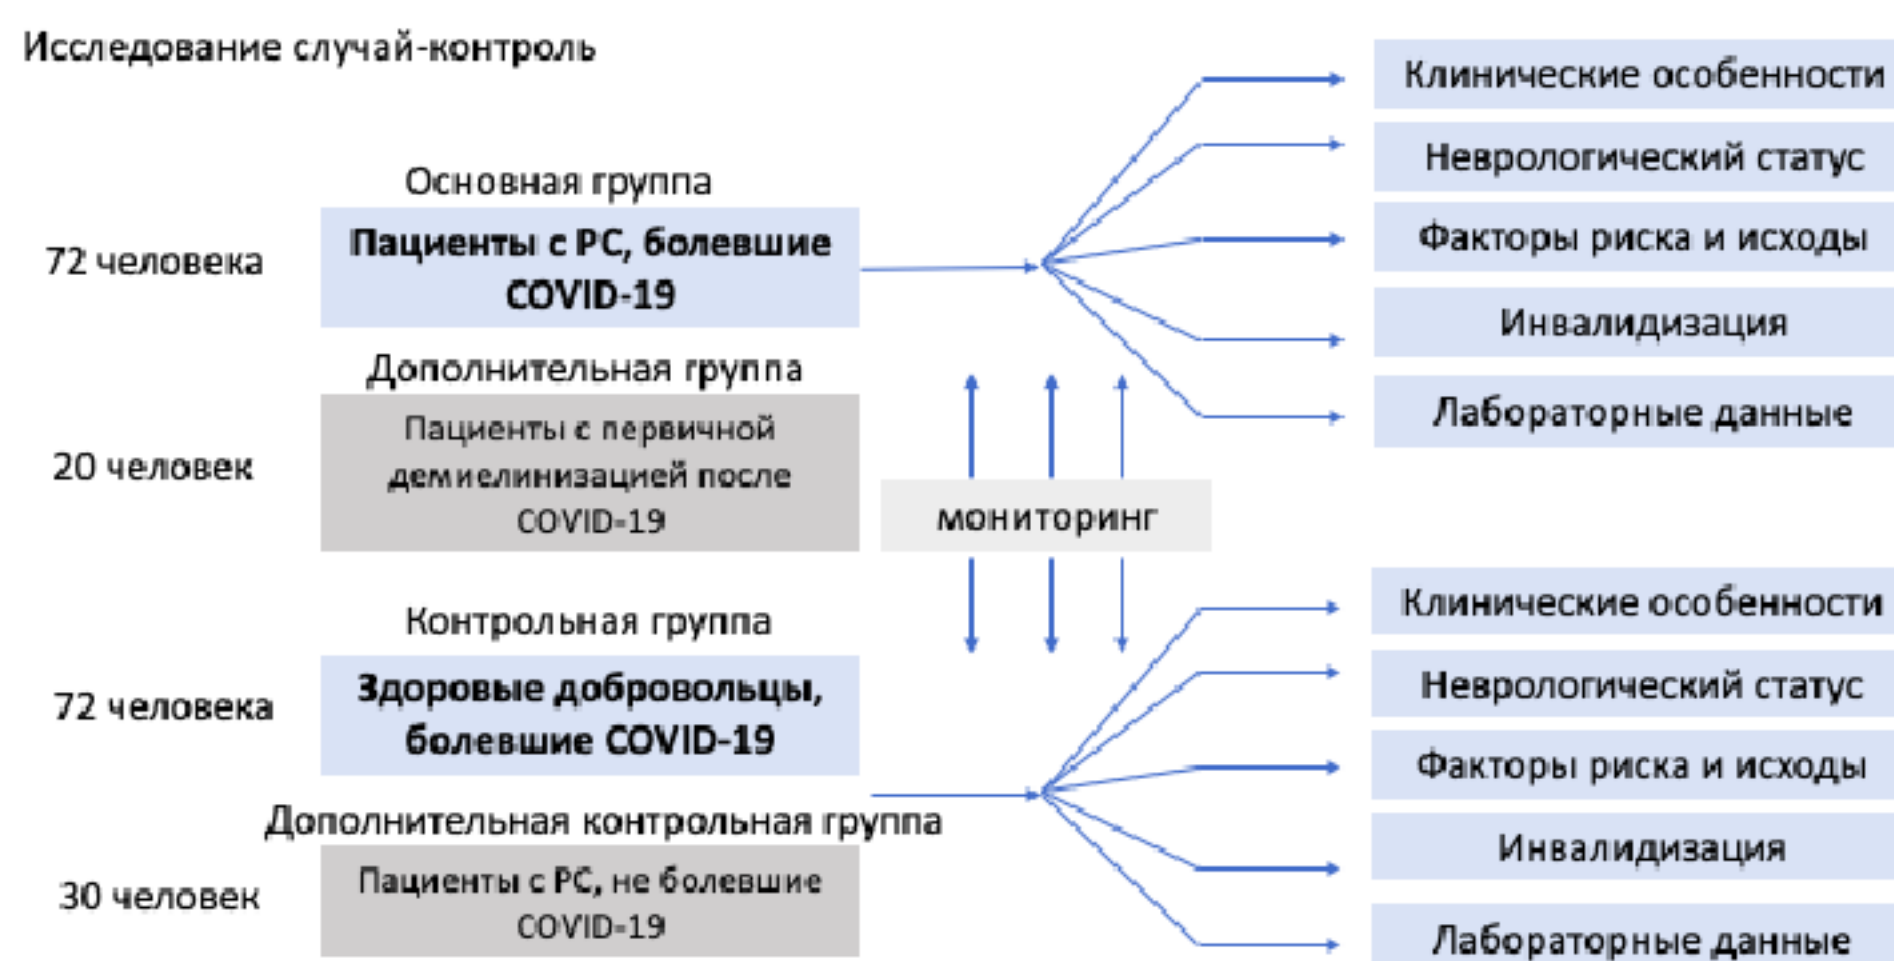 Исследование случай-контроль
Основная группа
72 человека
Пациенты с РС, болевшие
COVID-19
Дополнительная группа
20 человек
Пациенты с первичной
демиелинизацией после
COVID-19
мониторинг
Контрольная группа
72 человека
Здоровые добровольцы,
болевшие COVID-19
Дополнительная контрольная группа
30 человек
Пациенты с РС, не болевшие
COVID-19
Клинические особенности
Неврологический статус
Факторы риска и исходы
Инвалидизация
Лабораторные данные
Клинические особенности
Неврологический статус
Факторы риска и исходы
Инвалидизация
Лабораторные данные